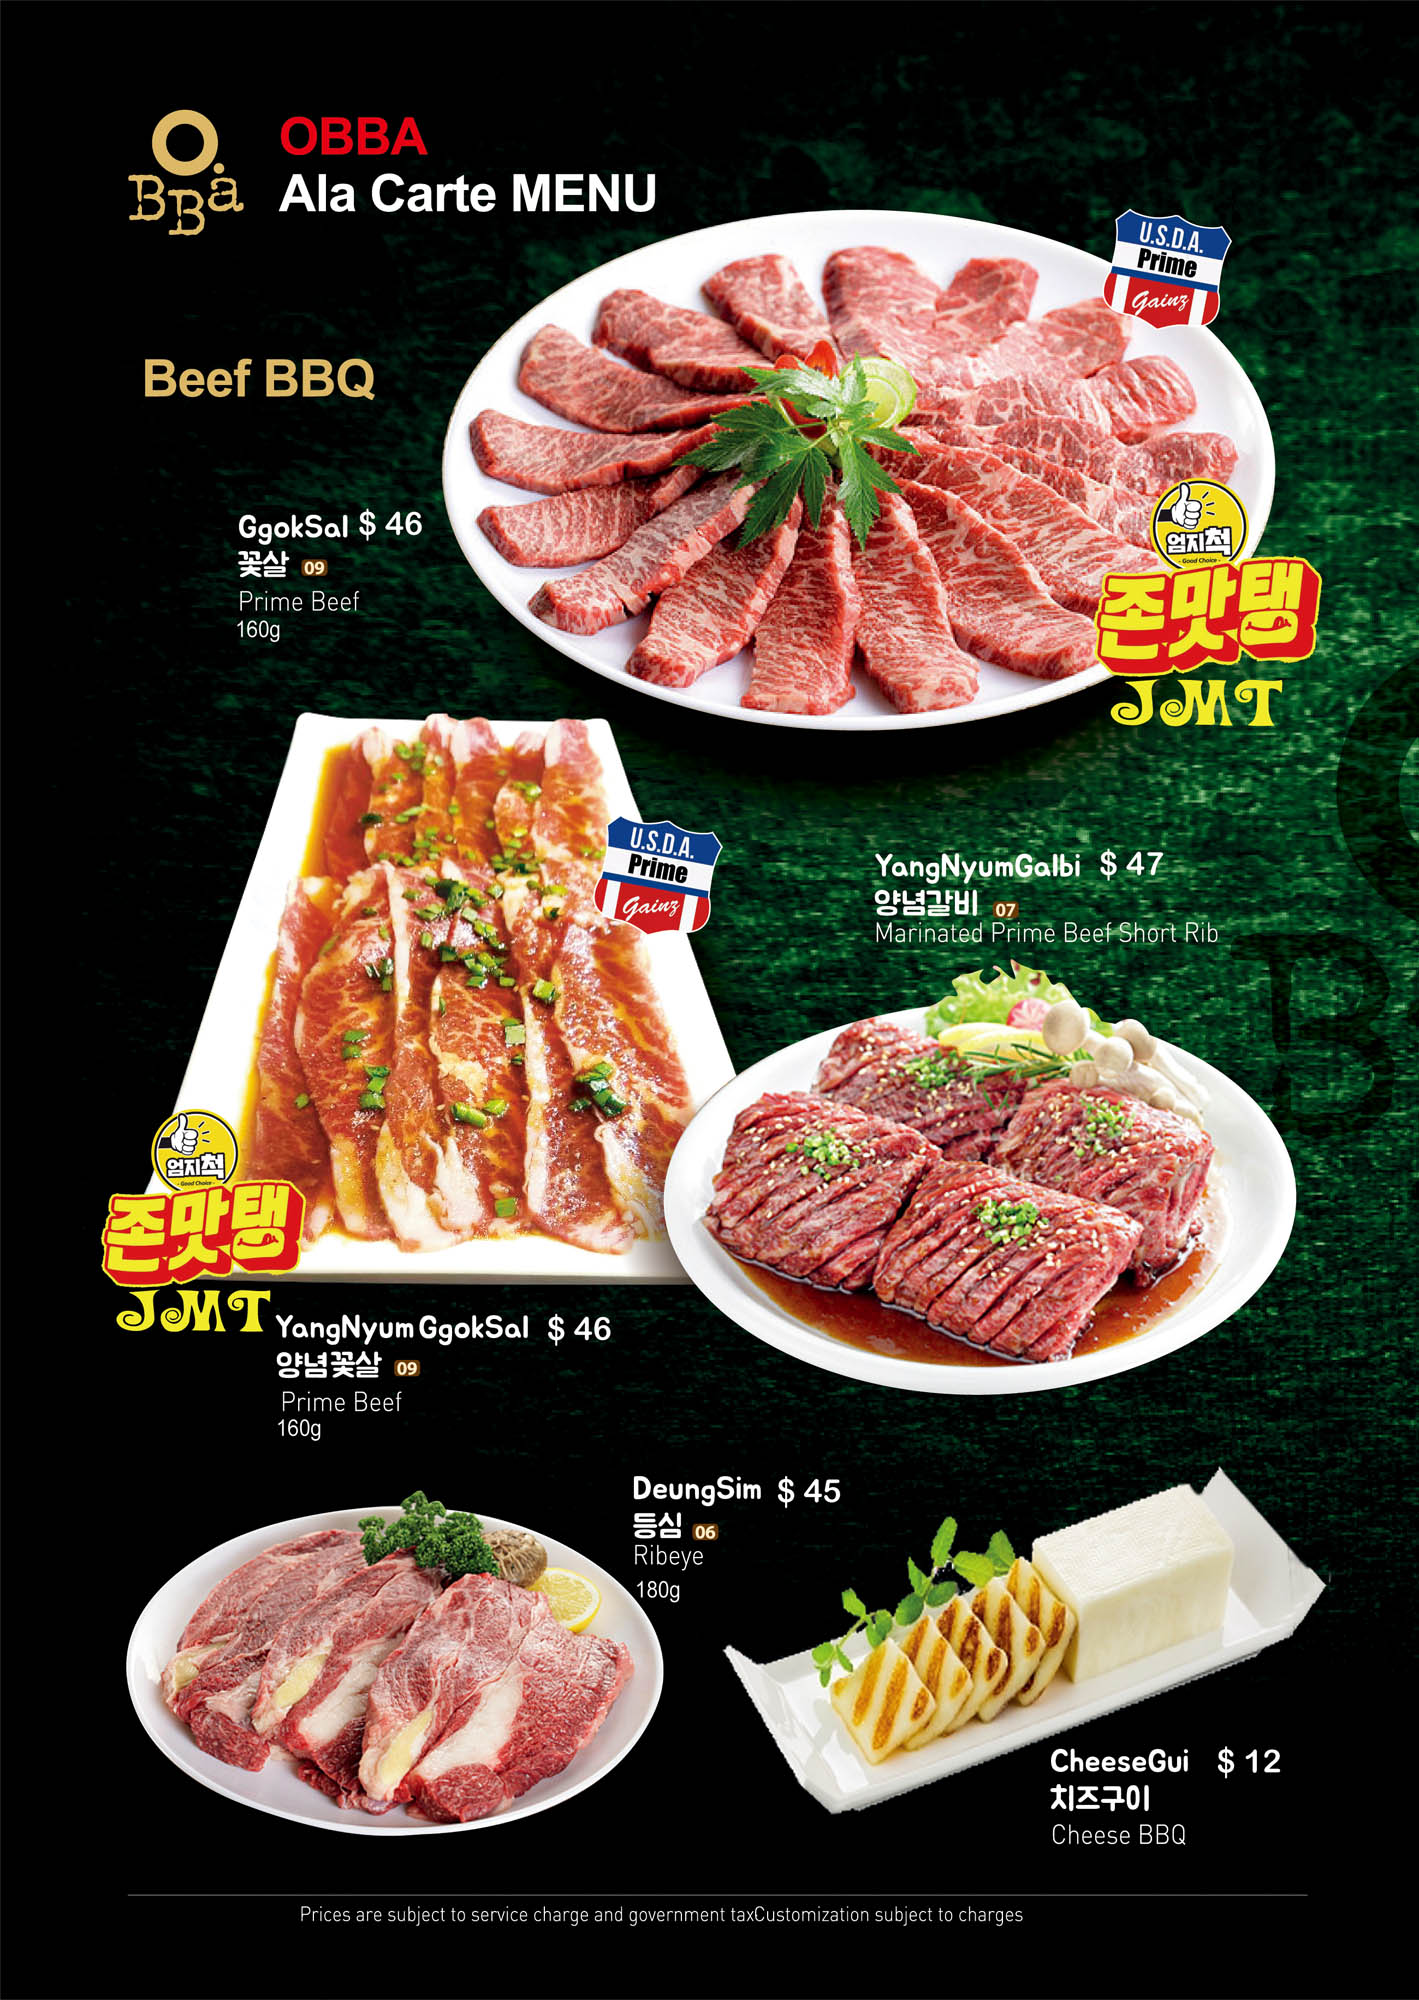 O.
BBa
OBBA
Ala Carte MENU
U.S.D.A.
Prime
Gainz
Beef BBQ
GgokSal $ 46
꽃살 09
Prime Beef
160g
엄지척
- Good Choice -
존맛탱
JMT
U.S.D.A.
Prime
Gainz
YangNyumGalbi $ 47
양념갈비 07
Marinated Prime Beef Short Rib
엄지척
- Good Choice -
존맛탱
JMT
YangNyum GgokSal $ 46
양념꽃살 09
Prime Beef
160g
DeungSim $ 45
등심 06
Ribeye
180g
CheeseGui $ 12
치즈구이
Cheese BBQ
Prices are subject to service charge and government taxCustomization subject to charges